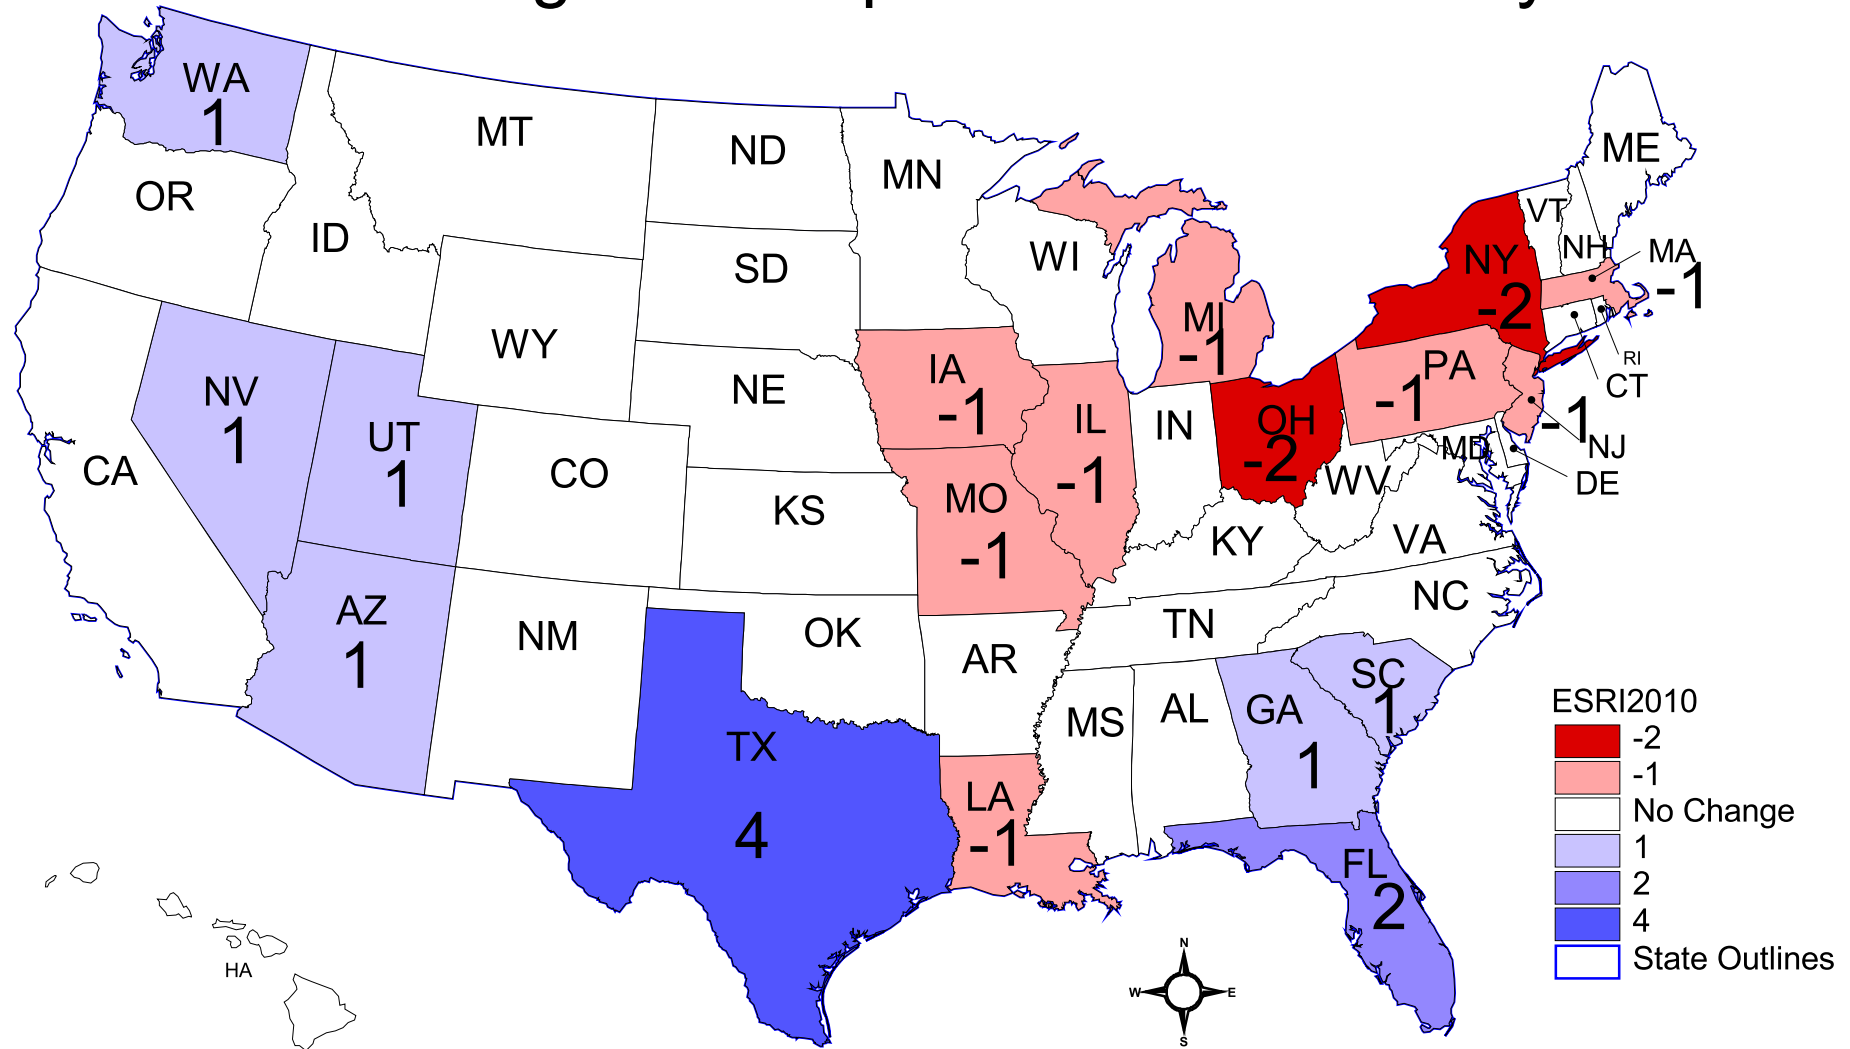 WA
1
MT
ND
MN
ME
OR
ID
SD
WI
VT
NH
MA
-1
NY
-2
MI
-1
WY
NE
IA
-1
IL
-1
IN
OH
-2
PA
-1
RI
CT
-1
NJ
DE
MD
NV
1
UT
1
CA
CO
KS
MO
-1
WV
KY
VA
AZ
1
NM
OK
AR
TN
NC
TX
4
MS
AL
GA
1
SC
1
LA
-1
FL
2
HA
N
W
E
S
ESRI2010
-2
-1
No Change
1
2
4
State Outlines